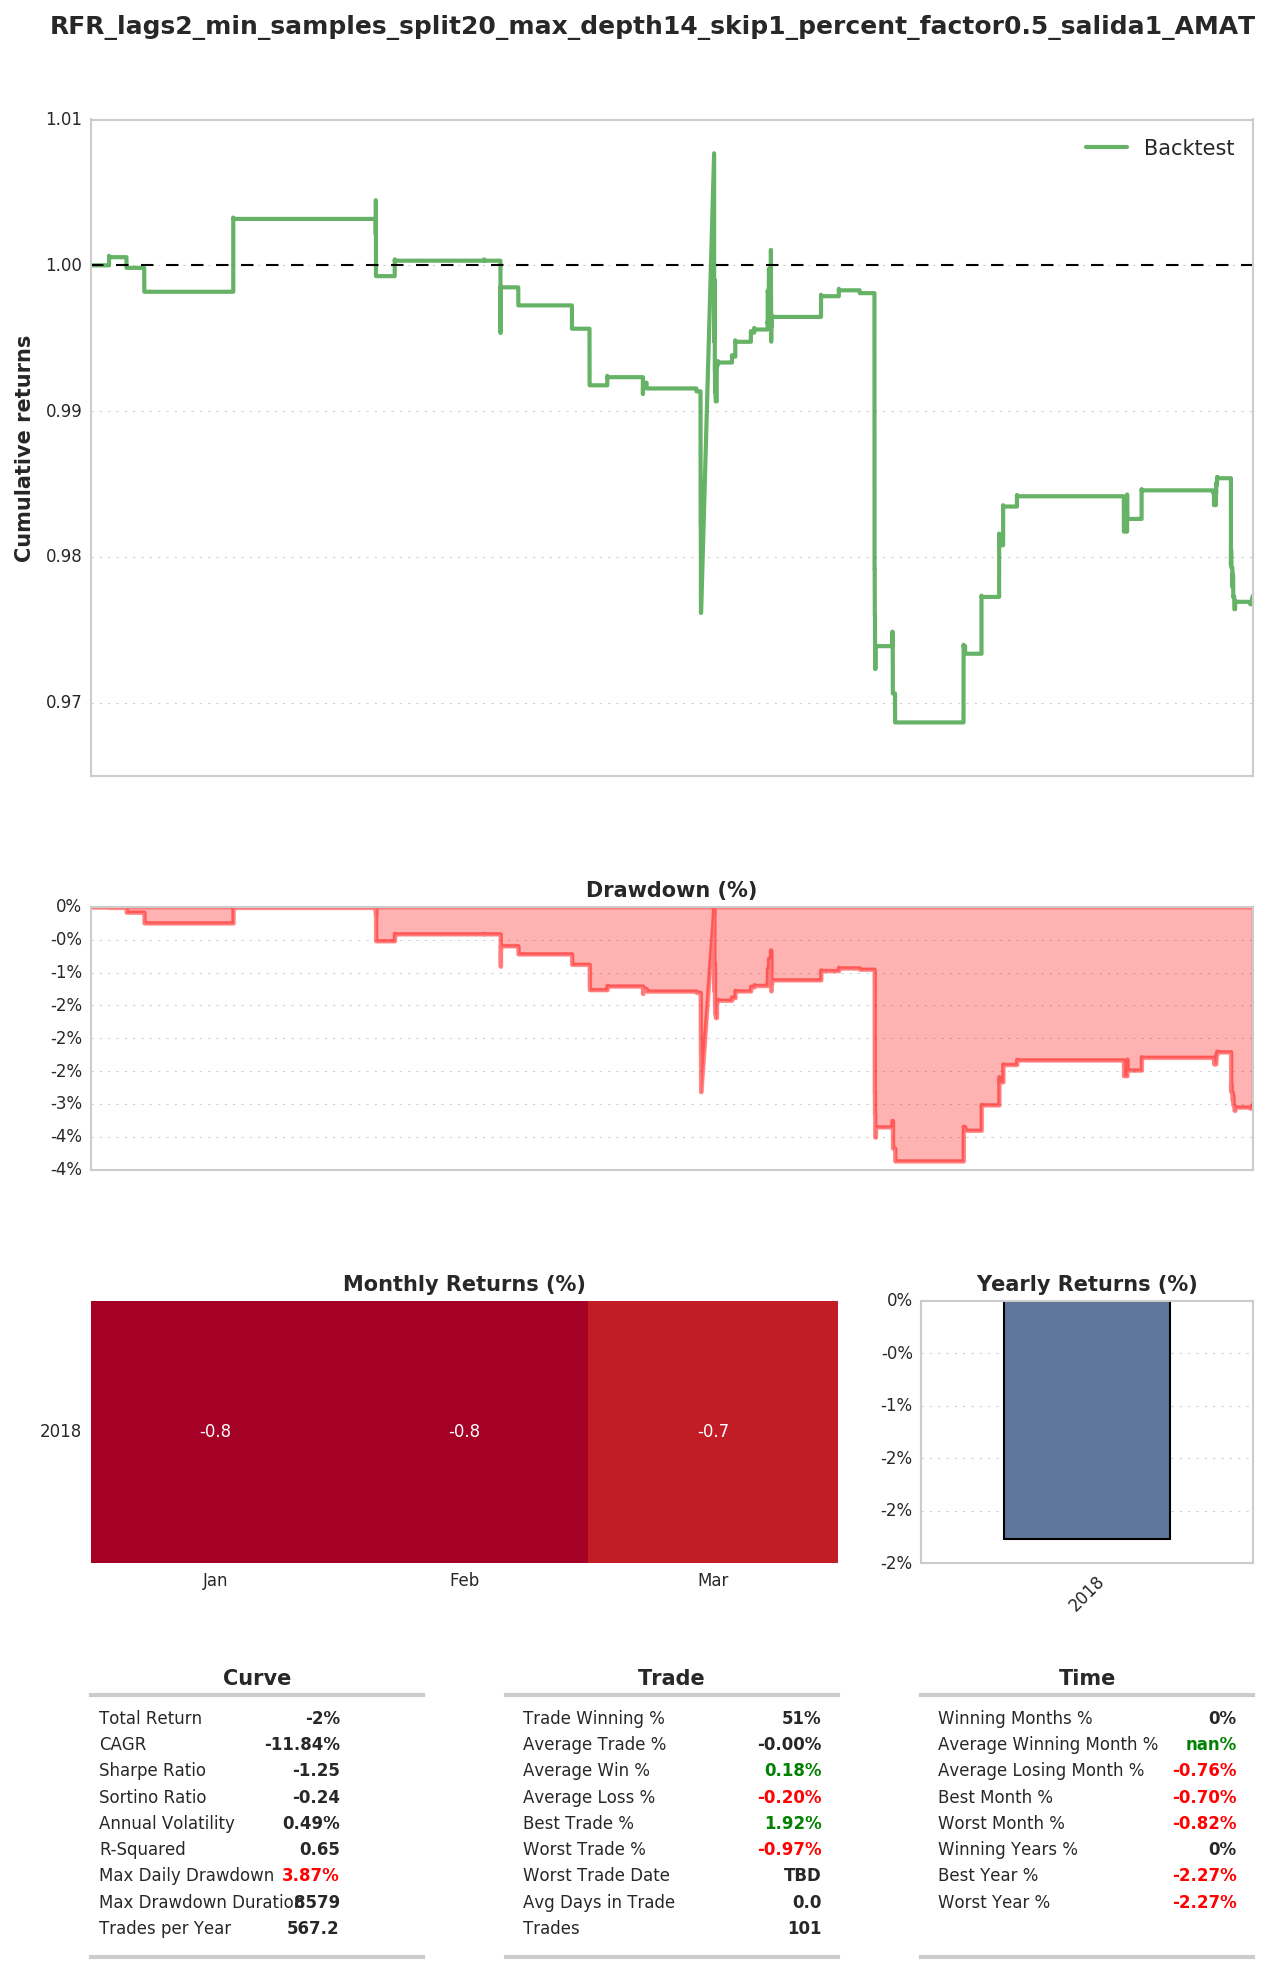 RFR_lags2_min_samples_split20_max_depth14_skip1_percent_factor0.5_salida1_AMAT
1.01
Backtest
1.00
0.99
0.98
0.97
Cumulative returns
Drawdown (%)
0%
-0%
-1%
-2%
-2%
-2%
-3%
-4%
-4%
Monthly Returns (%)
2018
-0.8
-0.8
-0.7
Jan
Feb
Mar
Yearly Returns (%)
0%
-0%
-1%
-2%
-2%
-2%
2018
Curve
Total Return -2%
CAGR -11.84%
Sharpe Ratio -1.25
Sortino Ratio -0.24
Annual Volatility 0.49%
R-Squared 0.65
Max Daily Drawdown 3.87%
Max Drawdown Duration 8579
Trades per Year 567.2
Trade
Trade Winning % 51%
Average Trade % -0.00%
Average Win % 0.18%
Average Loss % -0.20%
Best Trade % 1.92%
Worst Trade % -0.97%
Worst Trade Date TBD
Avg Days in Trade 0.0
Trades 101
Time
Winning Months % 0%
Average Winning Month % nan%
Average Losing Month % -0.76%
Best Month % -0.70%
Worst Month % -0.82%
Winning Years % 0%
Best Year % -2.27%
Worst Year % -2.27%